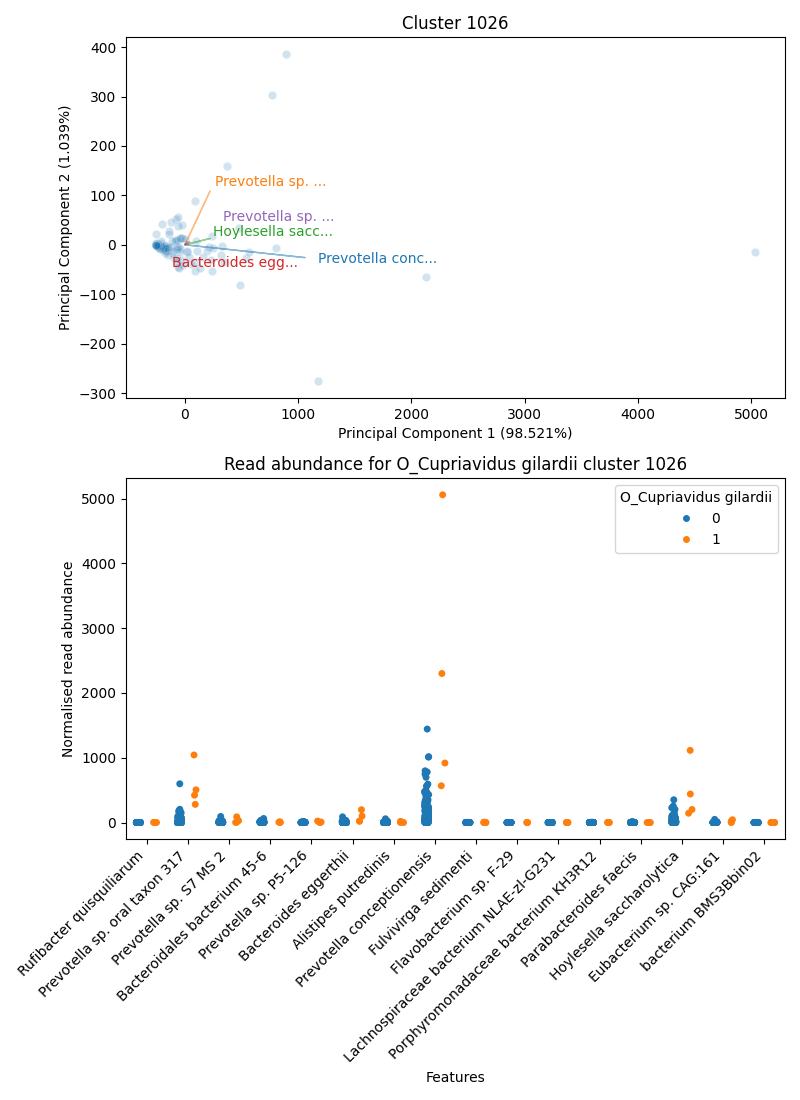 Cluster 1026
400
300
200
100
0
−100
−200
−300
Principal Component 2 (1.039%)
Prevotella sp. ...
Prevotella sp. ...
Hoylesella sacc...
Prevotella conc...
Bacteroides egg...
0
1000
2000
3000
4000
5000
Principal Component 1 (98.521%)
Read abundance for O_Cupriavidus gilardii cluster 1026
O_Cupriavidus gilardii
0
1
5000
4000
3000
2000
1000
0
Normalised read abundance
Rufibacter quisquiliarum
Prevotella sp. oral taxon 317
Prevotella sp. S7 MS 2
Bacteroidales bacterium 45-6
Prevotella sp. P5-126
Bacteroides eggerthii
Alistipes putredinis
Prevotella conceptionensis
Fulvivirga sedimenti
Flavobacterium sp. F-29
Lachnospiraceae bacterium NLAE-zl-G231
Porphyromonadaceae bacterium KH3R12
Parabacteroides faecis
Hoylesella saccharolytica
Eubacterium sp. CAG:161
bacterium BMS3Bbin02
Features